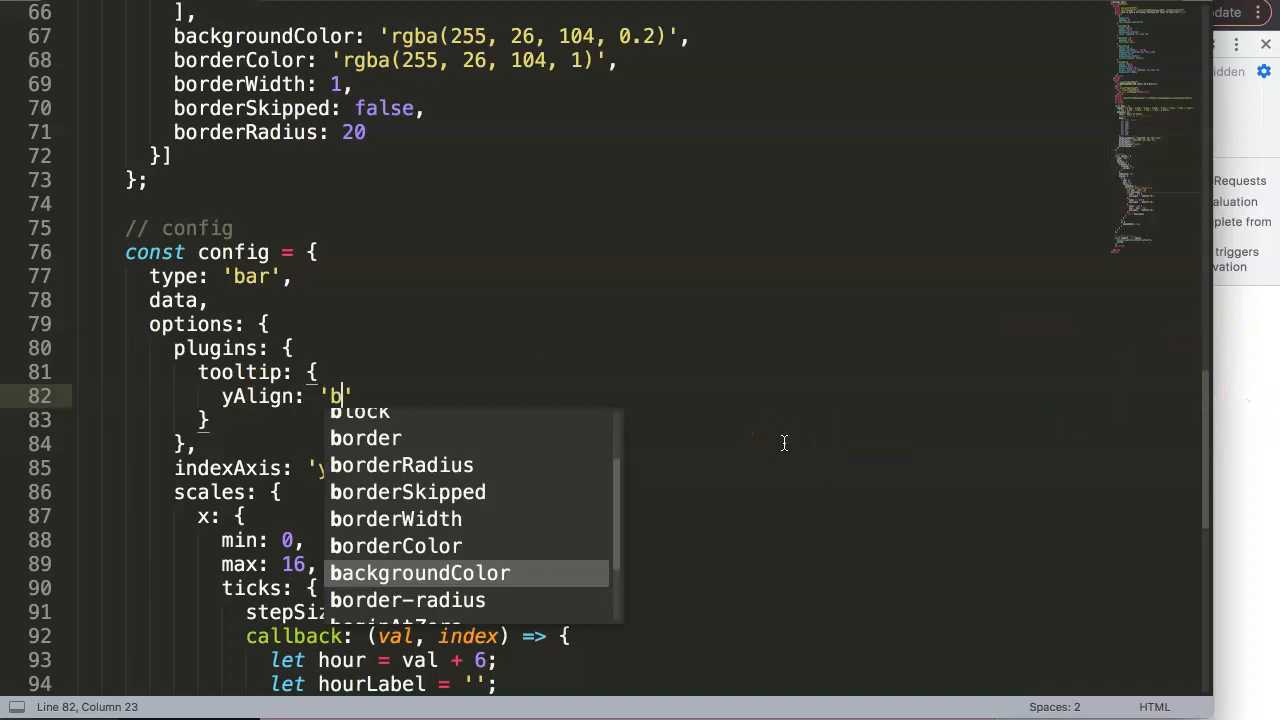 66 ],
67 backgroundColor: 'rgba(255, 26, 104, 0.2)',
68 borderColor: 'rgba(255, 26, 104, 1)',
69 borderWidth: 1,
70 borderSkipped: false,
71 borderRadius: 20
72 }]
73 };
74
75 // config
76 const config = {
77 type: 'bar',
78 data,
79 options: {
80 plugins: {
81 tooltip: {
82 yAlign: 'b'
block
83 }
border
84 },
borderRadius
85 indexAxis: 'y
borderSkipped
86 scales: {
borderWidth
87 x: {
borderColor
88 min: 0,
backgroundColor
89 max: 16,
border-radius
90 ticks: {
beginAtZero
91 stepSiz
92 callback: (val, index) => {
93 let hour = val + 6;
94 let hourLabel = '';
Line 82, Column 23
Spaces: 2
HTML
date
idden
Requests
aluation
plete from
triggers
vation